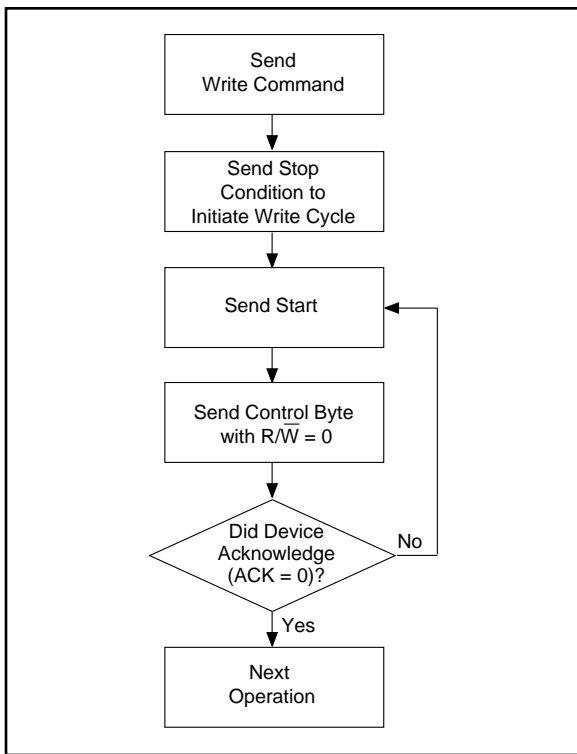 Send
Write Command
Send Stop
Condition to
Initiate Write Cycle
Send Start
Send Control Byte
with R/W̅ = 0
Did Device
Acknowledge
(ACK = 0)?
No
Yes
Next
Operation